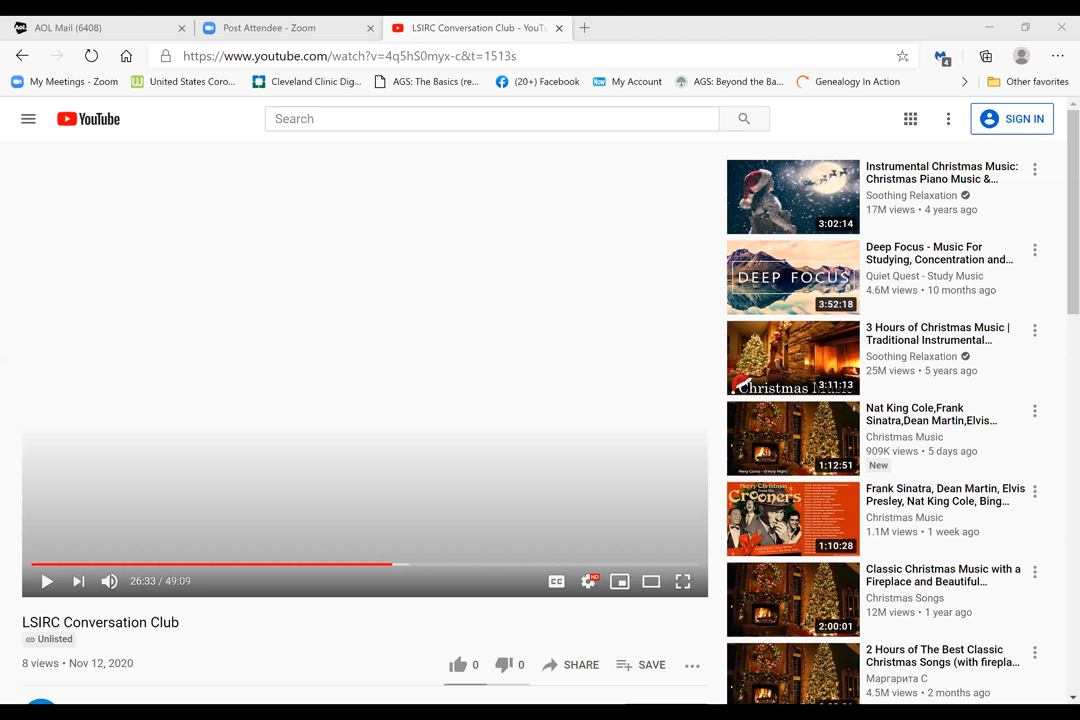 AOL Mail (6408)
Post Attendee - Zoom
LSIRC Conversation Club - YouTu
https://www.youtube.com/watch?v=4q5hS0myx-c&t=1513s
4
My Meetings - Zoom
United States Coro...
Cleveland Clinic Dig...
AGS: The Basics (re...
(20+) Facebook
Now
My Account
AGS: Beyond the Ba...
Genealogy In Action
Other favorites
YouTube
Search
SIGN IN
3:02:14
Instrumental Christmas Music:
Christmas Piano Music &...
Soothing Relaxation
17M views • 4 years ago
DEEP FOCUS
3:52:18
Deep Focus - Music For
Studying, Concentration and...
Quiet Quest - Study Music
4.6M views • 10 months ago
Christmas Music
3:11:13
3 Hours of Christmas Music |
Traditional Instrumental...
Soothing Relaxation
25M views • 5 years ago
1:12:51
Nat King Cole,Frank
Sinatra,Dean Martin,Elvis...
Christmas Music
909K views • 5 days ago
New
Merry Christmas
from the
Crooners
1:10:28
Frank Sinatra, Dean Martin, Elvis
Presley, Nat King Cole, Bing...
Christmas Music
1.1M views • 1 week ago
2:00:01
Classic Christmas Music with a
Fireplace and Beautiful...
Christmas Songs
12M views • 1 year ago
2 Hours of The Best Classic
Christmas Songs (with firepla...
Маргарита С
4.5M views • 2 months ago
26:33 / 49:09
CC
HD
LSIRC Conversation Club
Unlisted
8 views • Nov 12, 2020
0
0
SHARE
SAVE